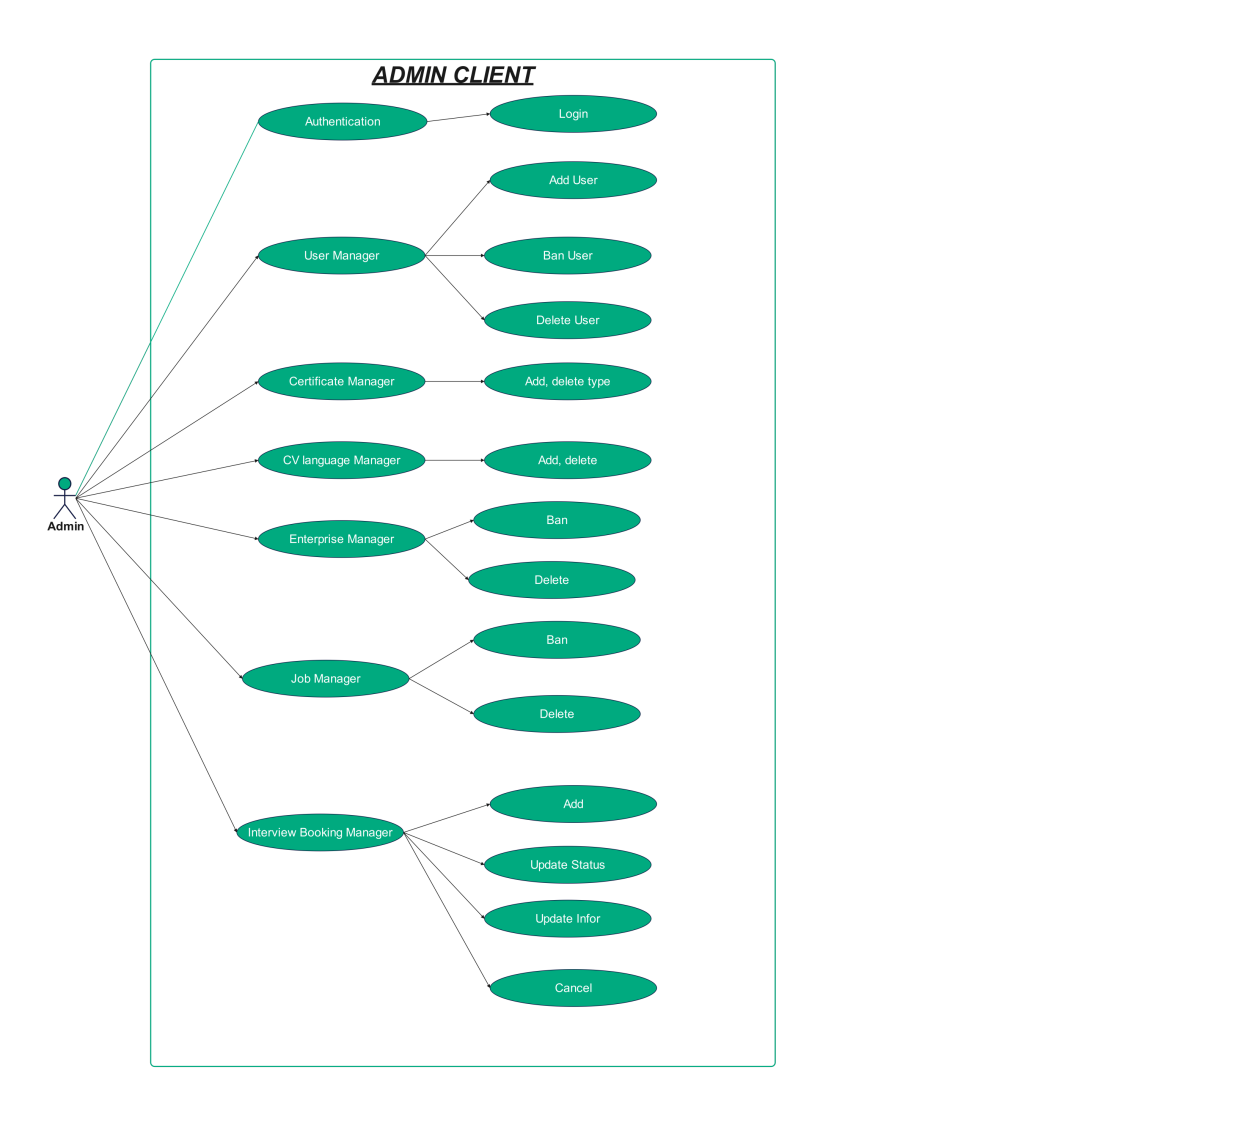 ADMIN CLIENT
Authentication
Login
Add User
User Manager
Ban User
Delete User
Certificate Manager
Add, delete type
CV language Manager
Add, delete
Admin
Enterprise Manager
Ban
Delete
Job Manager
Ban
Delete
Interview Booking Manager
Add
Update Status
Update Infor
Cancel